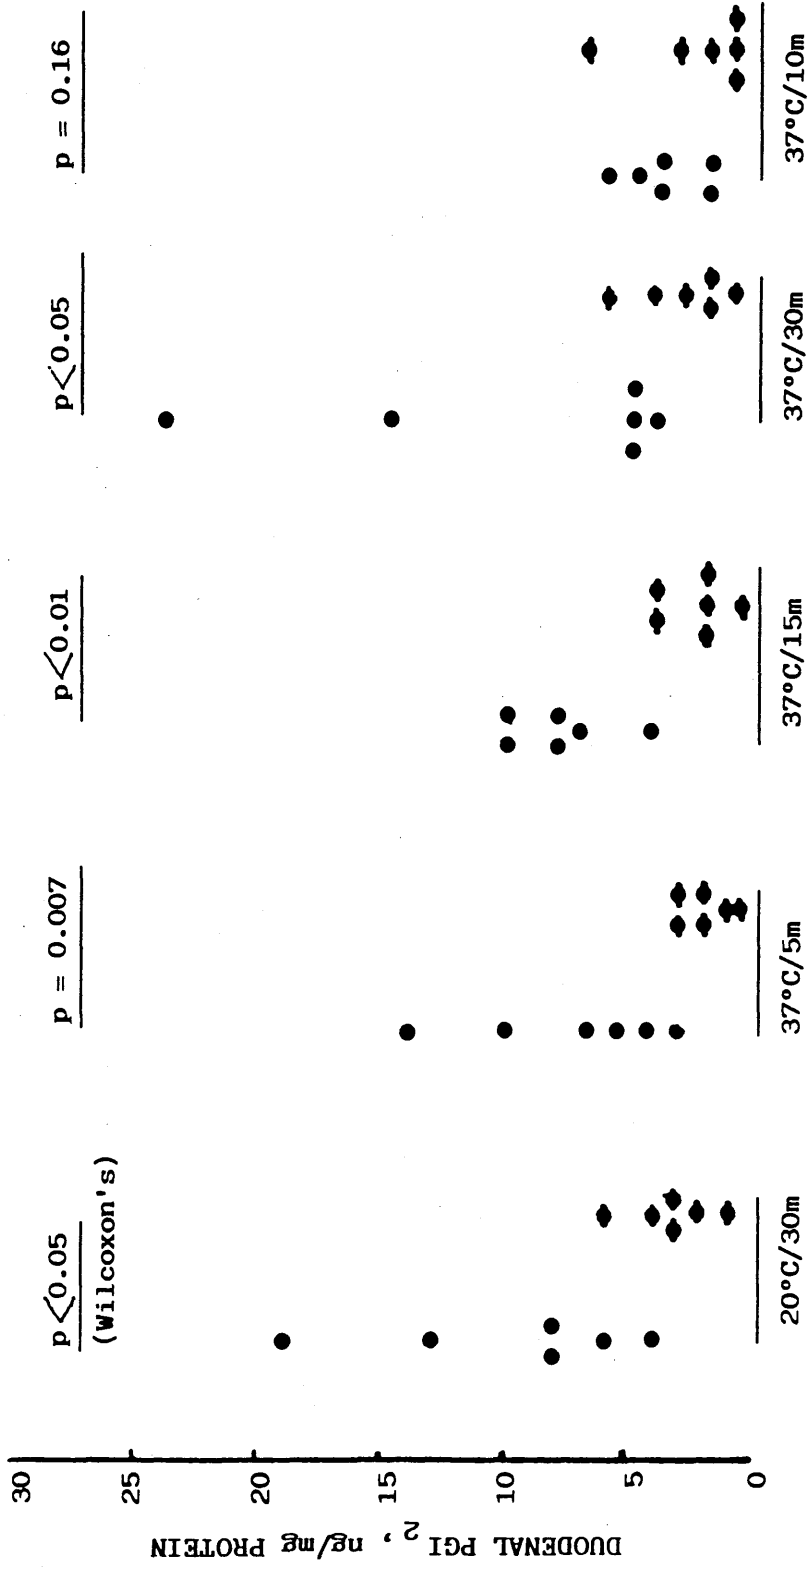 DUODENAL PGI2, ng/mg PROTEIN
30
25
20
15
10
5
0
p<0.05
(Wilcoxon's)
p = 0.007
p<0.01
p<0.05
p = 0.16
20°C/30m
37°C/5m
37°C/15m
37°C/30m
37°C/10m